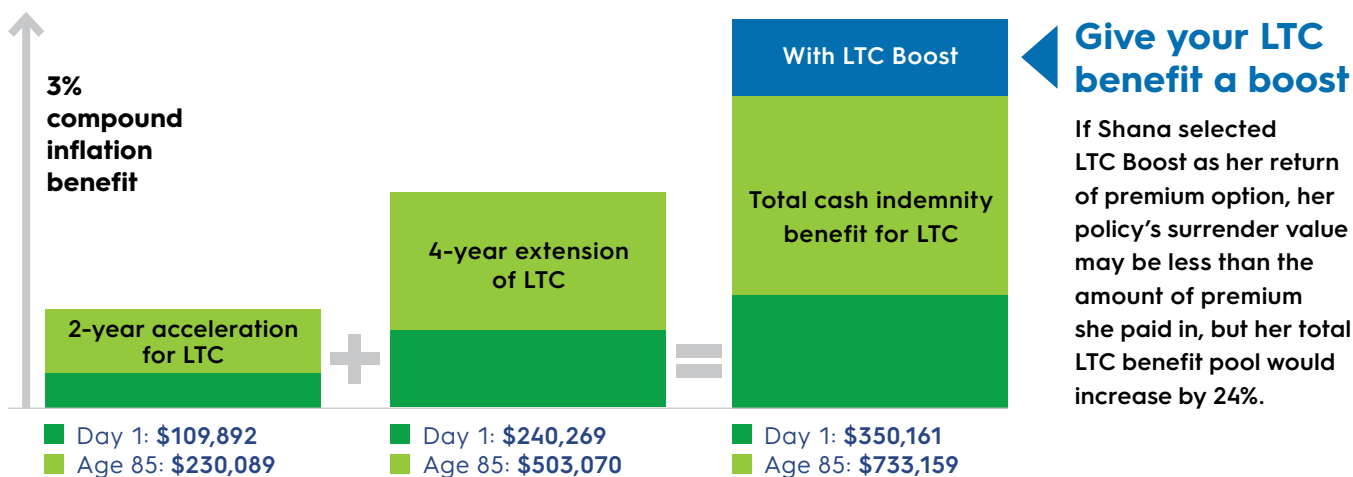 3%
compound
inflation
benefit
2-year acceleration
for LTC
4-year extension
of LTC
With LTC Boost
Total cash indemnity
benefit for LTC
Day 1: $109,892
Age 85: $230,089
Day 1: $240,269
Age 85: $503,070
Day 1: $350,161
Age 85: $733,159
Give your LTC
benefit a boost
If Shana selected
LTC Boost as her return
of premium option, her
policy’s surrender value
may be less than the
amount of premium
she paid in, but her total
LTC benefit pool would
increase by 24%.